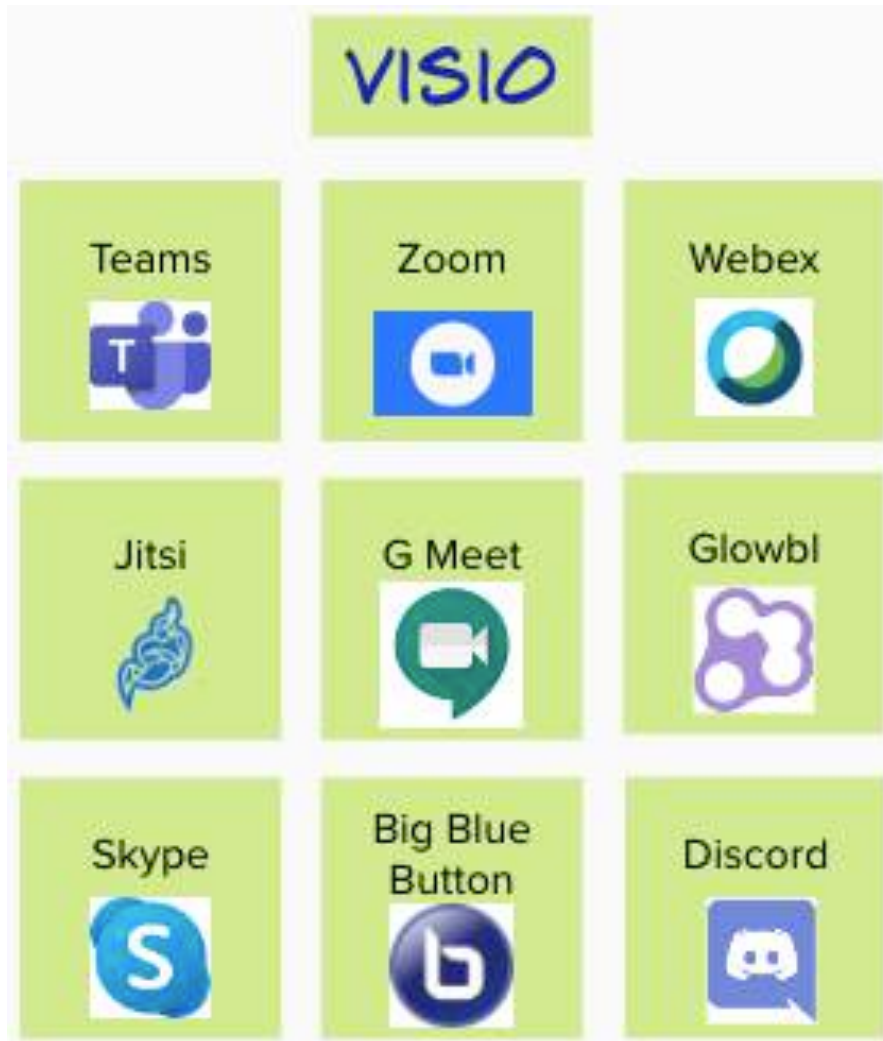 VISIO
Teams
Zoom
Webex
T
Jitsi
G Meet
Glowbl
Skype
Big Blue
Button
Discord
S
b